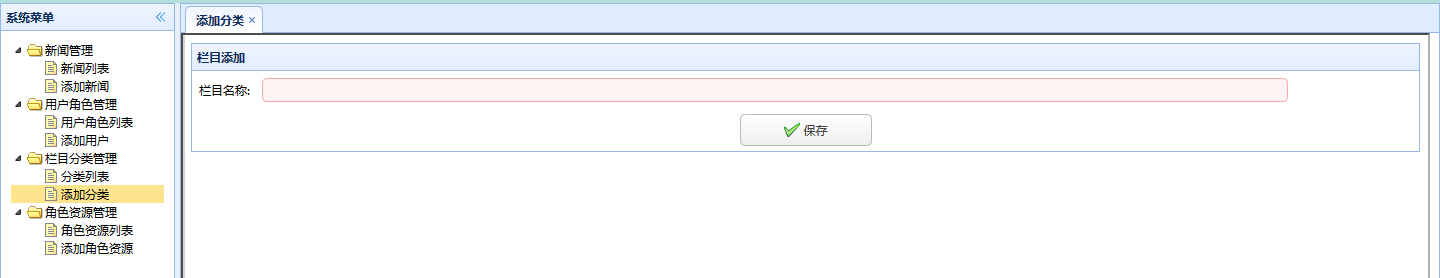 系统菜单
新闻管理
新闻列表
添加新闻
用户角色管理
用户角色列表
添加用户
栏目分类管理
分类列表
添加分类
角色资源管理
角色资源列表
添加角色资源
添加分类
栏目添加
栏目名称:
保存